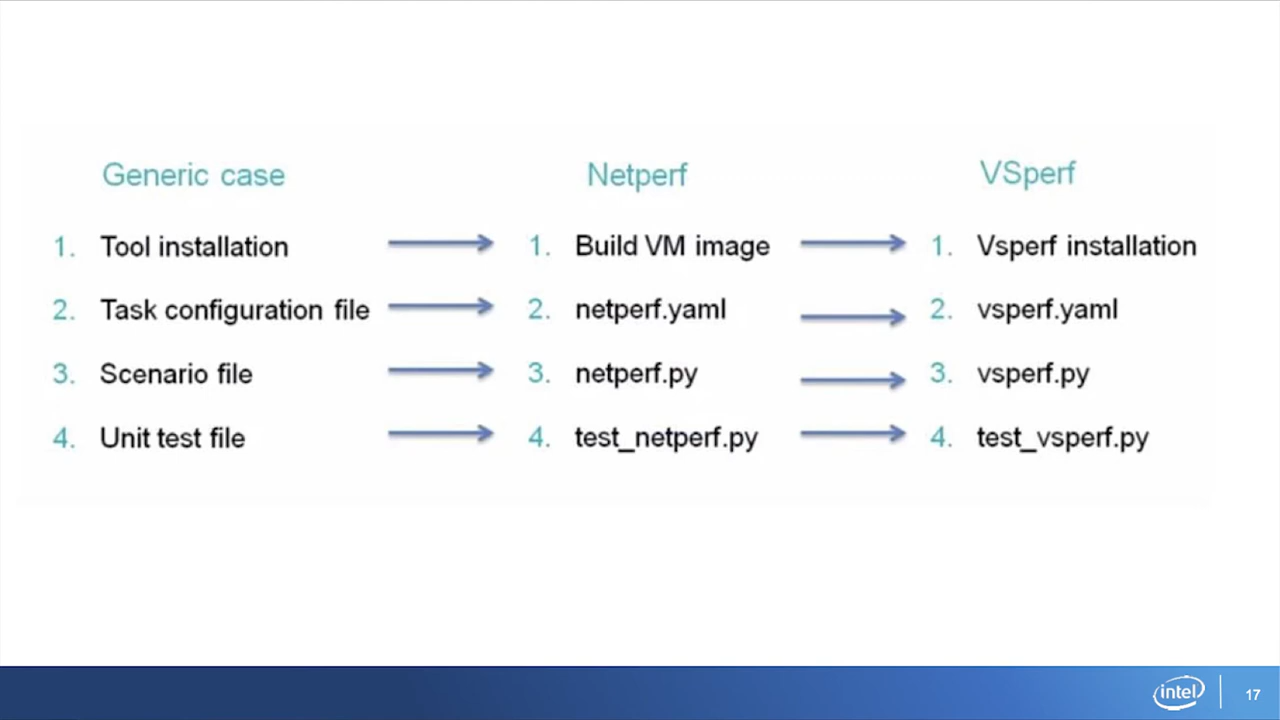 Generic case
1. Tool installation
2. Task configuration file
3. Scenario file
4. Unit test file
Netperf
1. Build VM image
2. netperf.yaml
3. netperf.py
4. test_netperf.py
VSperf
1. Vsperf installation
2. vsperf.yaml
3. vsperf.py
4. test_vsperf.py
intel
17